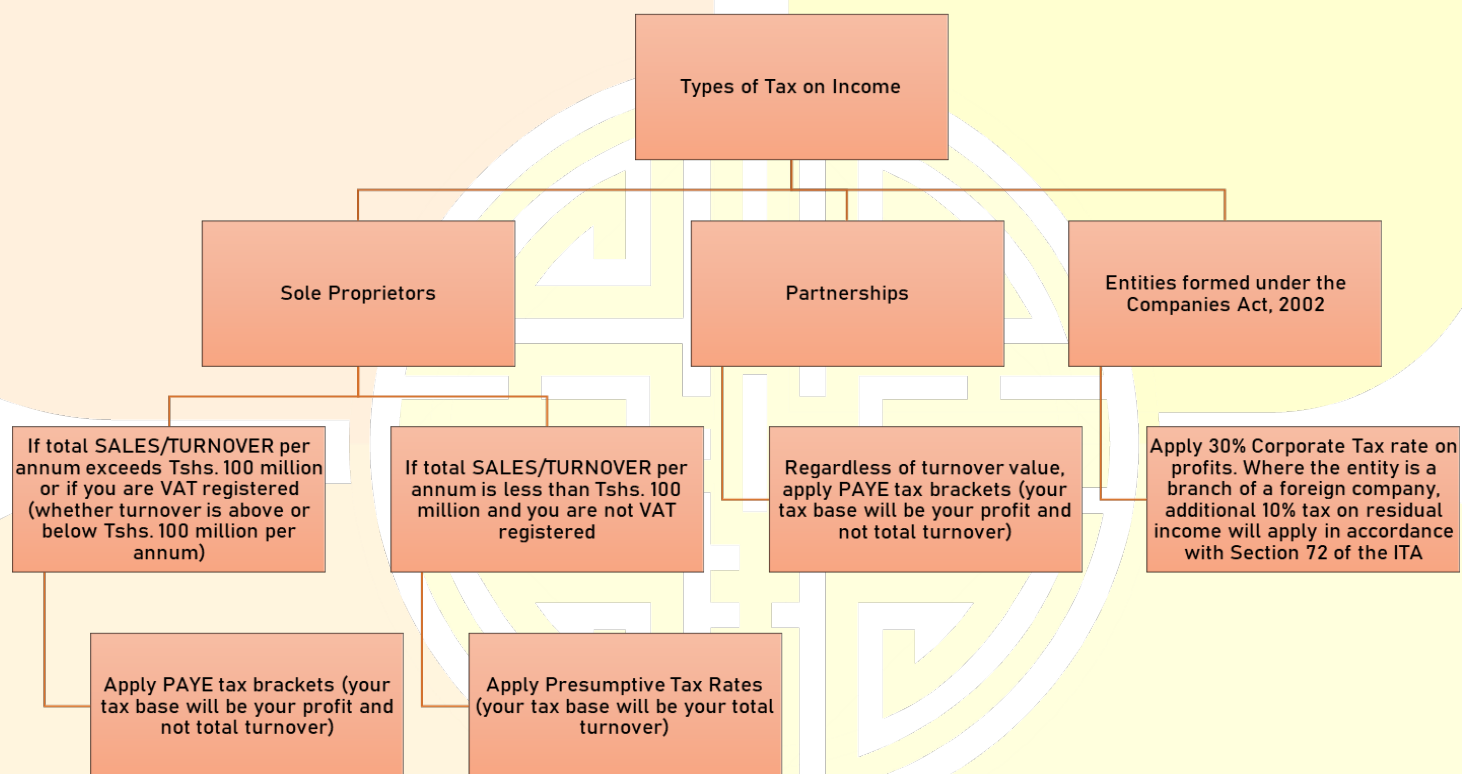 Types of Tax on Income
Sole Proprietors
Partnerships
Entities formed under the
Companies Act, 2002
If total SALES/TURNOVER per
annum exceeds Tshs. 100 million
or if you are VAT registered
(whether turnover is above or
below Tshs. 100 million per
annum)
If total SALES/TURNOVER per
annum is less than Tshs. 100
million and you are not VAT
registered
Regardless of turnover value,
apply PAYE tax brackets (your
tax base will be your profit and
not total turnover)
Apply 30% Corporate Tax rate on
profits. Where the entity is a
branch of a foreign company,
additional 10% tax on residual
income will apply in accordance
with Section 72 of the ITA
Apply PAYE tax brackets (your
tax base will be your profit and
not total turnover)
Apply Presumptive Tax Rates
(your tax base will be your total
turnover)